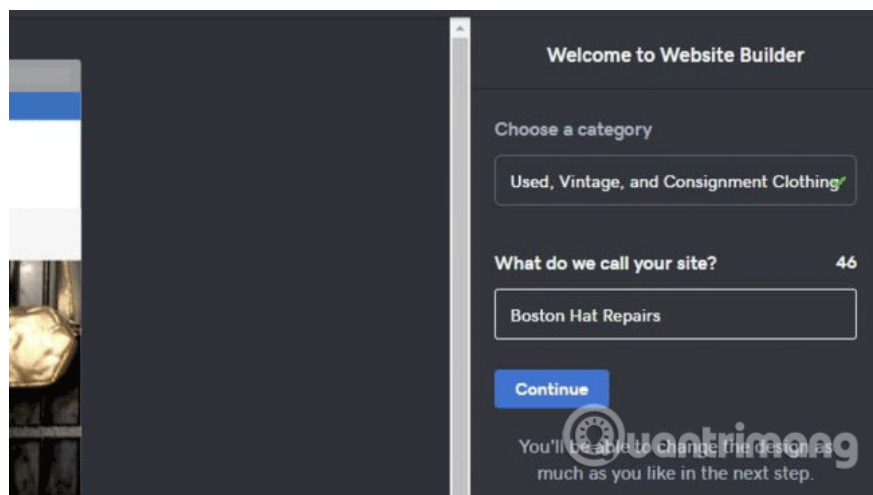 Welcome to Website Builder
Choose a category
Used, Vintage, and Consignment Clothing
What do we call your site? 46
Boston Hat Repairs
Continue
You'll be able to change the design as
much as you like in the next step.
Quantrimang